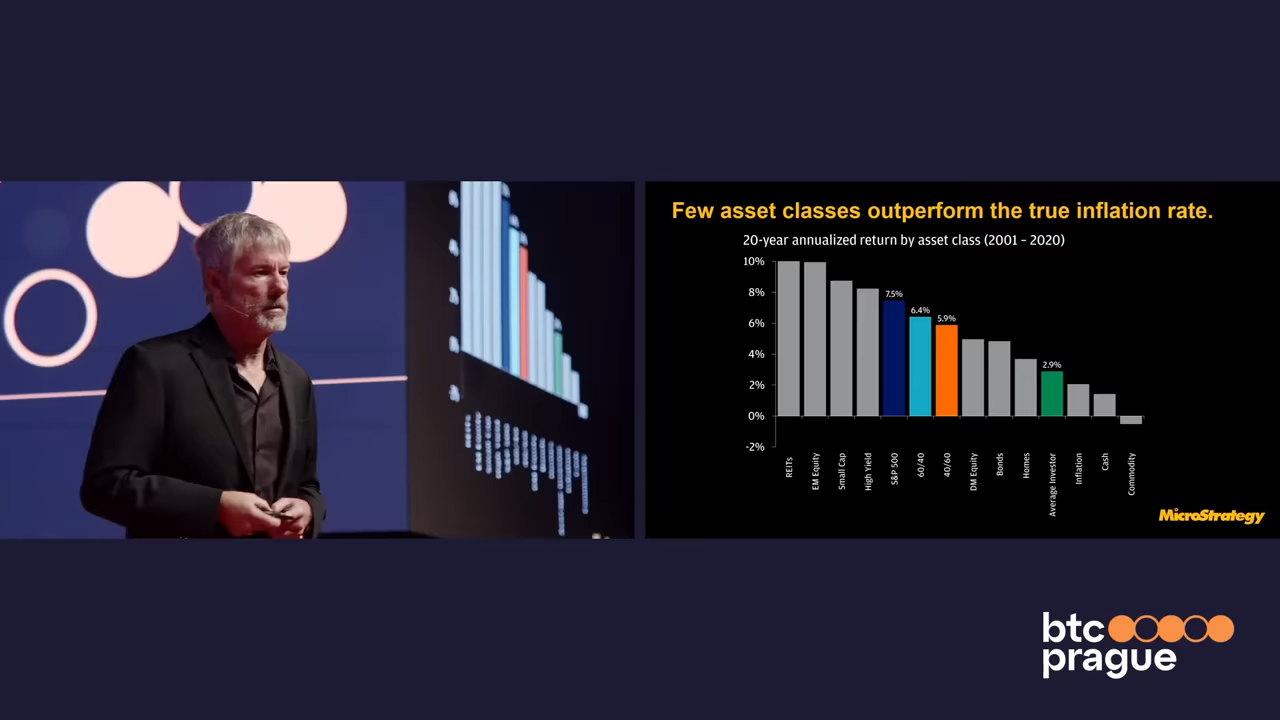 Few asset classes outperform the true inflation rate.
20-year annualized return by asset class (2001 – 2020)
10%
8%
6%
4%
2%
0%
-2%
7.5%
6.4%
5.9%
2.9%
REITs
EM Equity
Small Cap
High Yield
S&P 500
60/40
40/60
DM Equity
Bonds
Homes
Average Investor
Inflation
Cash
Commodity
MicroStrategy
btc
prague